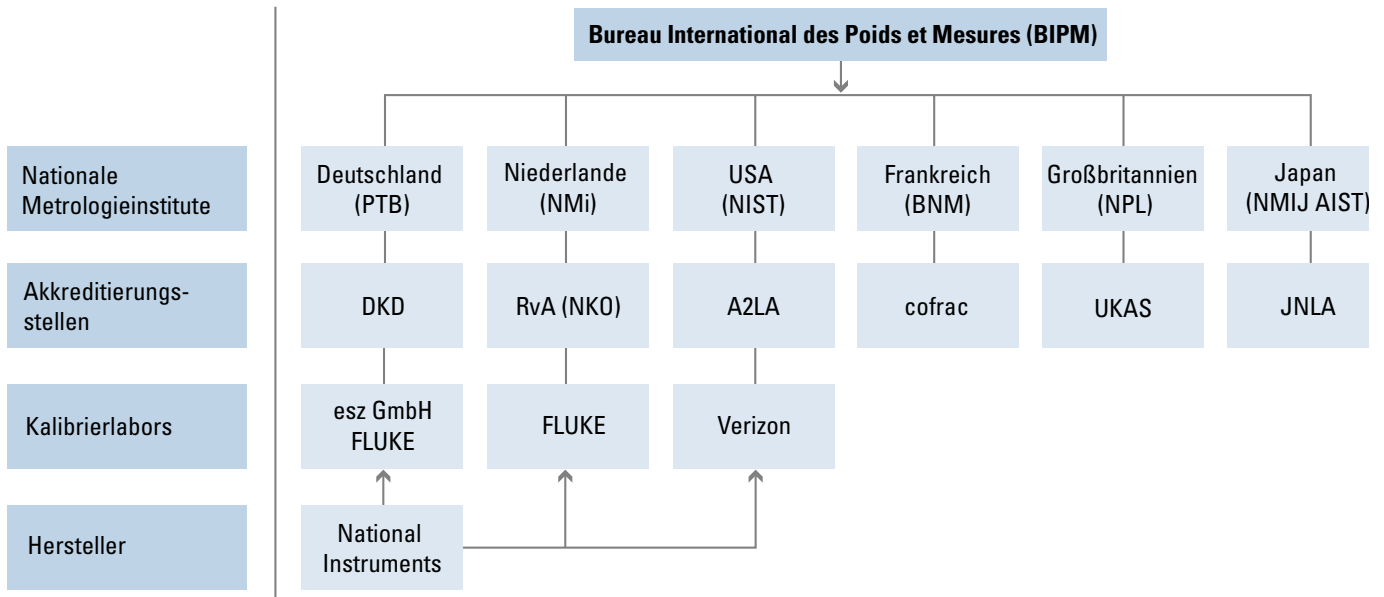 Bureau International des Poids et Mesures (BIPM)
Nationale
Metrologieinstitute
Deutschland
(PTB)
Niederlande
(NMi)
USA
(NIST)
Frankreich
(BNM)
Großbritannien
(NPL)
Japan
(NMIJ AIST)
Akkreditierungs-
stellen
DKD
RvA (NKO)
A2LA
cofrac
UKAS
JNLA
Kalibrierlabors
esz GmbH
FLUKE
FLUKE
Verizon
Hersteller
National
Instruments